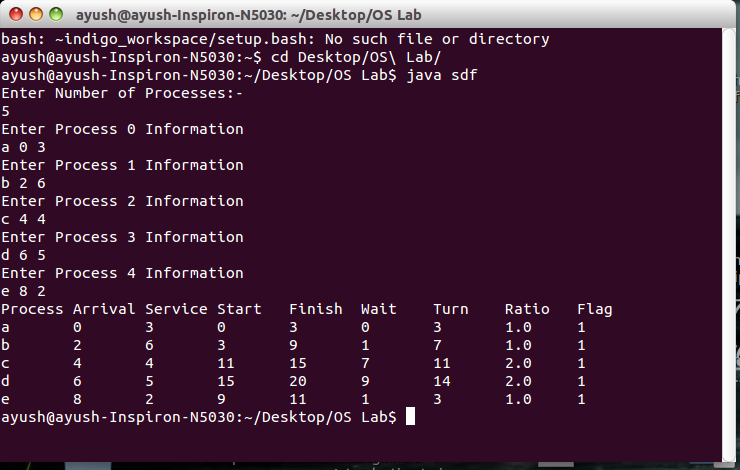 ayush@ayush-Inspiron-N5030: ~/Desktop/OS Lab
bash: ~indigo_workspace/setup.bash: No such file or directory
ayush@ayush-Inspiron-N5030:~$ cd Desktop/OS\ Lab/
ayush@ayush-Inspiron-N5030:~/Desktop/OS Lab$ java sdf
Enter Number of Processes:-
5
Enter Process 0 Information
a 0 3
Enter Process 1 Information
b 2 6
Enter Process 2 Information
c 4 4
Enter Process 3 Information
d 6 5
Enter Process 4 Information
e 8 2
Process Arrival Service Start   Finish  Wait    Turn    Ratio   Flag
a       0       3       0       3       0       3       1.0     1
b       2       6       3       9       1       7       1.0     1
c       4       4       11      15      7       11      2.0     1
d       6       5       15      20      9       14      2.0     1
e       8       2       9       11      1       3       1.0     1
ayush@ayush-Inspiron-N5030:~/Desktop/OS Lab$